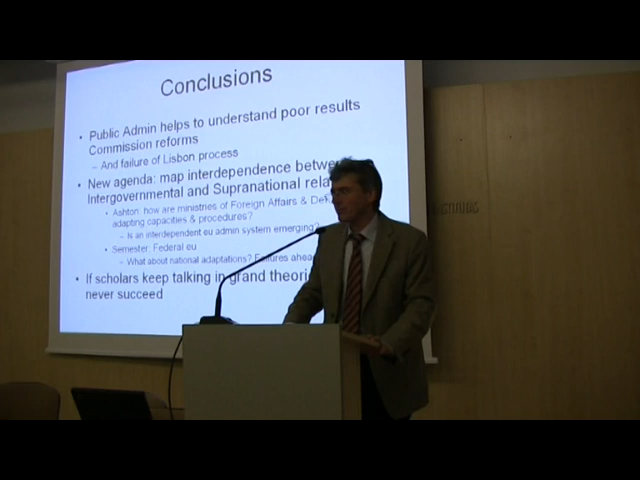 Conclusions
• Public Admin helps to understand poor results
Commission reforms
– And failure of Lisbon process
• New agenda: map interdependence betwe
Intergovernmental and Supranational rela
• Ashton: how are ministries of Foreign Affairs & Def
adapting capacities & procedures?
– Is an interdependent eu admin system emerging?
• Semester: Federal eu
– What about national adaptations? Failures ahea
• If scholars keep talking in grand theori
never succeed